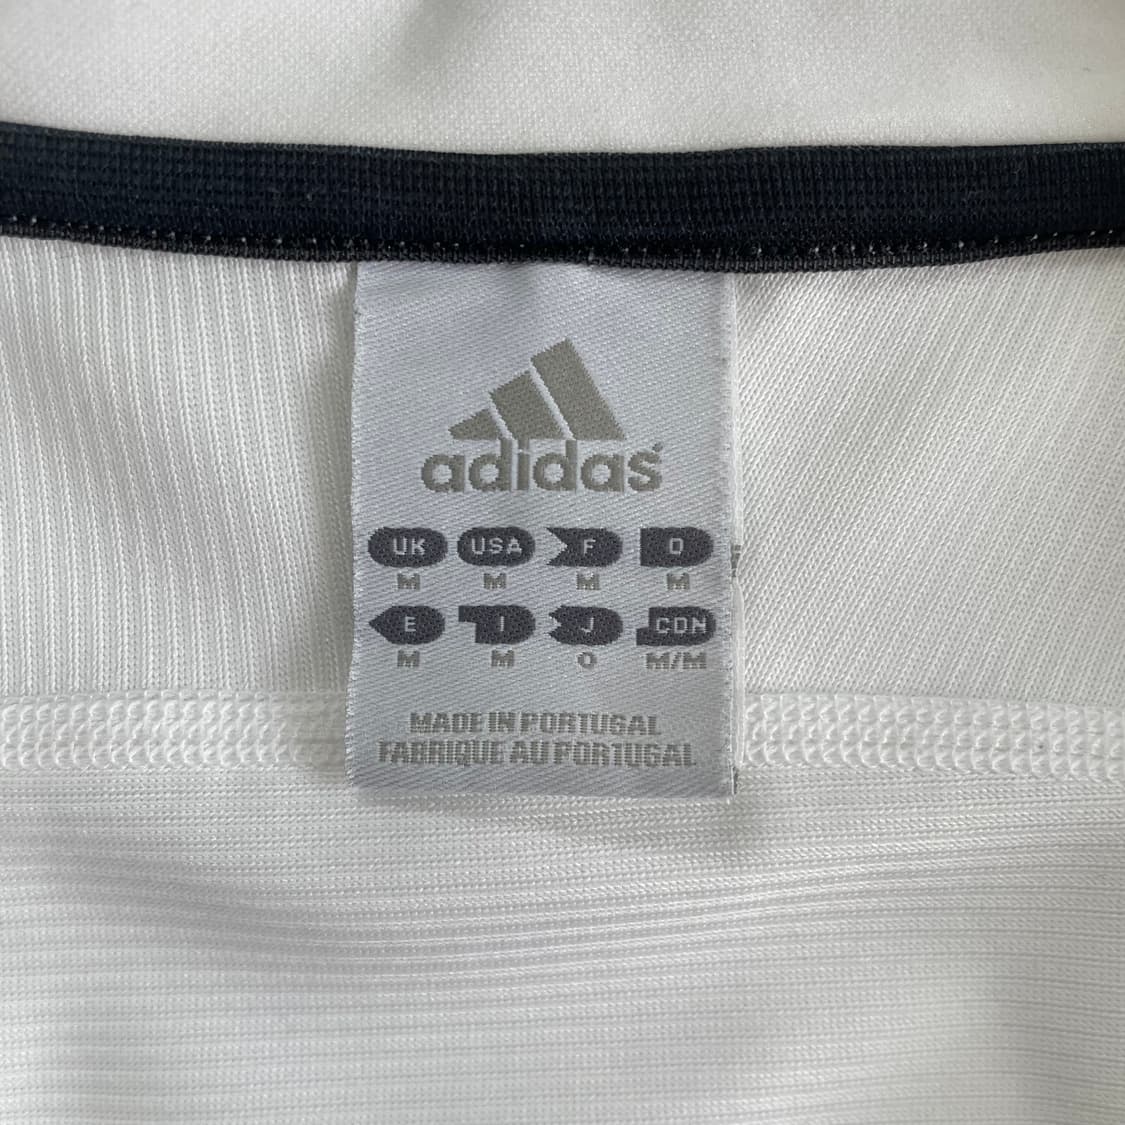 adidas
UK USA F D
M M M M
E I J CDN
M M O M/M
MADE IN PORTUGAL
FABRIQUE AU PORTUGAL